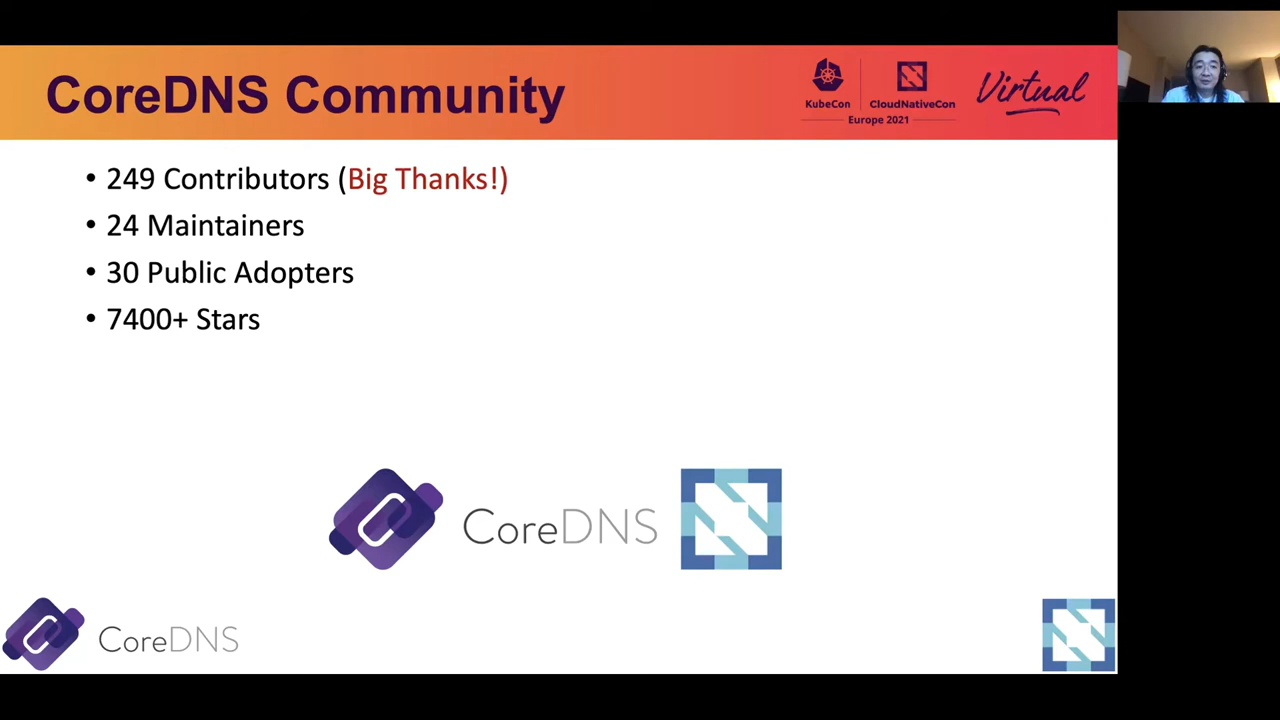 CoreDNS Community
KubeCon
CloudNativeCon
Europe 2021
Virtual
• 249 Contributors (Big Thanks!)
• 24 Maintainers
• 30 Public Adopters
• 7400+ Stars
CoreDNS
CoreDNS